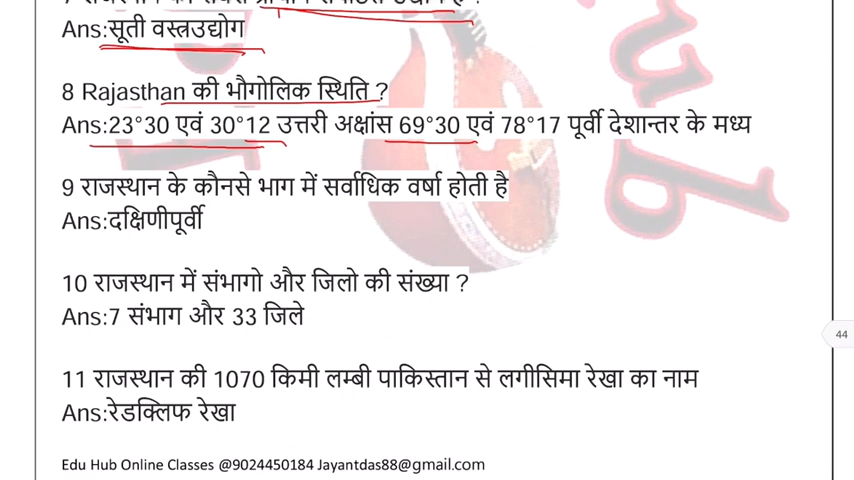 Ans:सूती वस्त्रउद्योग
8 Rajasthan की भौगोलिक स्थिति ?
Ans:23°30 एवं 30°12 उत्तरी अक्षांस 69°30 एवं 78°17 पूर्वी देशान्तर के मध्य
9 राजस्थान के कौनसे भाग में सर्वाधिक वर्षा होती है
Ans:दक्षिणीपूर्वी
10 राजस्थान में संभागो और जिलो की संख्या ?
Ans:7 संभाग और 33 जिले
44
11 राजस्थान की 1070 किमी लम्बी पाकिस्तान से लगीसिमा रेखा का नाम
Ans:रेडक्लिफ रेखा
Edu Hub Online Classes @9024450184 Jayantdas88@gmail.com